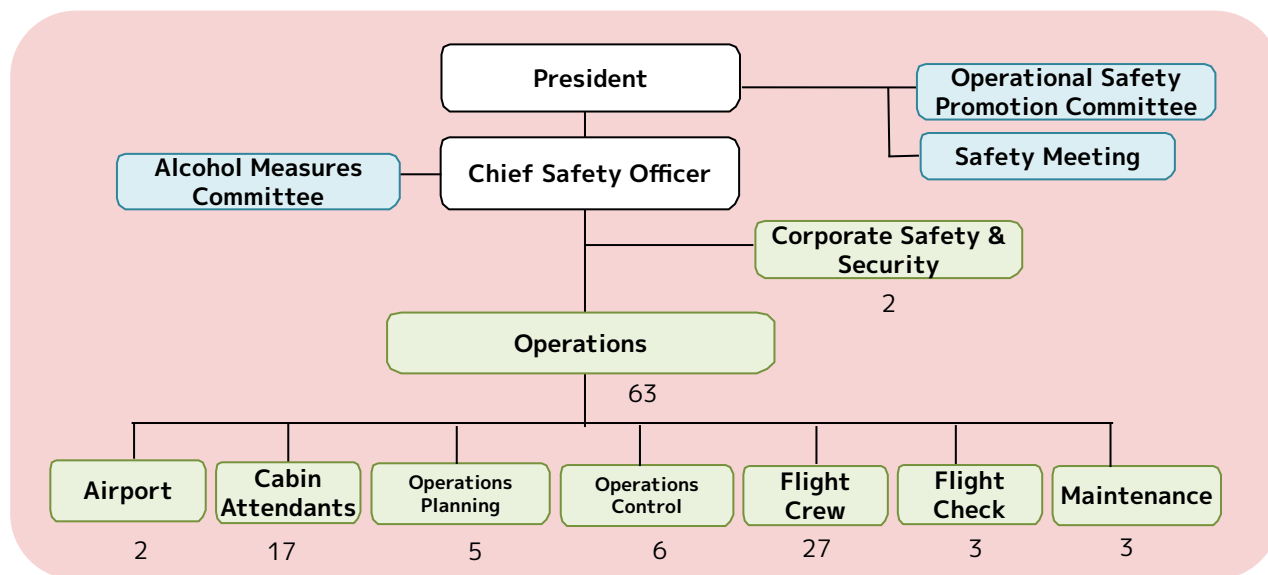 President
Operational Safety
Promotion Committee
Safety Meeting
Alcohol Measures
Committee
Chief Safety Officer
Corporate Safety &
Security
2
Operations
63
Airport
2
Cabin
Attendants
17
Operations
Planning
5
Operations
Control
6
Flight
Crew
27
Flight
Check
3
Maintenance
3